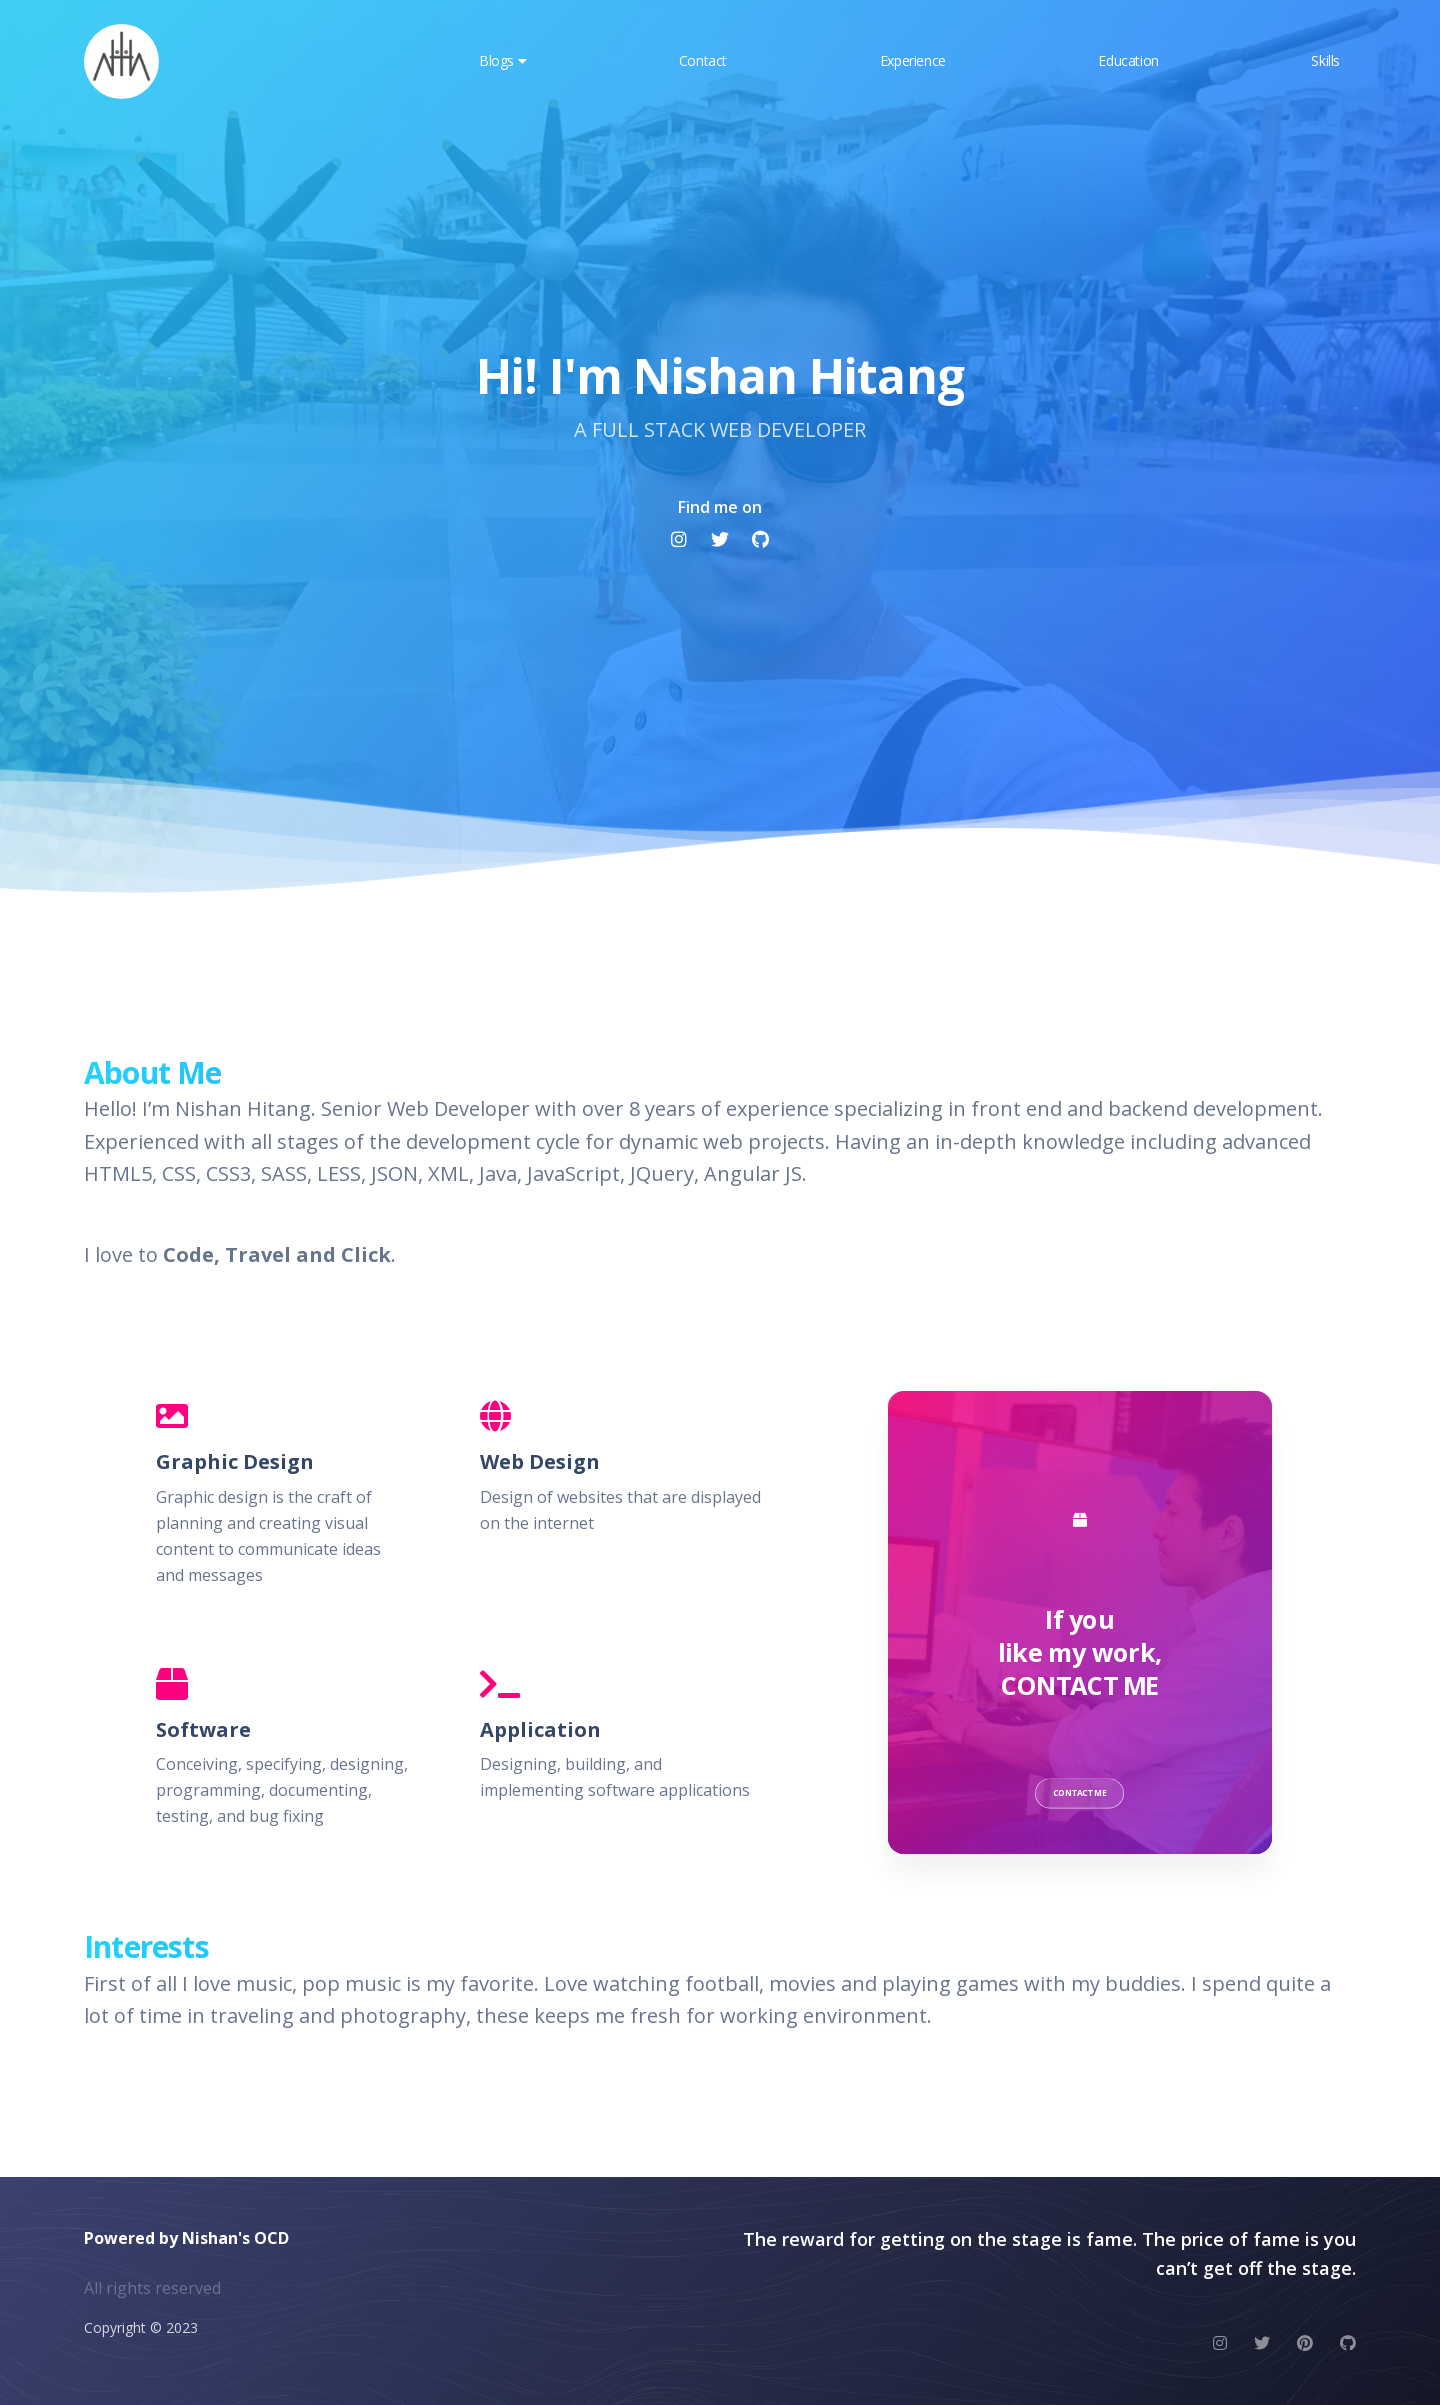 Blogs
Contact
Experience
Education
Skills
Hi! I'm Nishan Hitang
A FULL STACK WEB DEVELOPER
Find me on
About Me
Hello! I’m Nishan Hitang. Senior Web Developer with over 8 years of experience specializing in front end and backend development.
Experienced with all stages of the development cycle for dynamic web projects. Having an in-depth knowledge including advanced
HTML5, CSS, CSS3, SASS, LESS, JSON, XML, Java, JavaScript, JQuery, Angular JS.
I love to Code, Travel and Click.
Graphic Design
Graphic design is the craft of
planning and creating visual
content to communicate ideas
and messages
Web Design
Design of websites that are displayed
on the internet
Software
Conceiving, specifying, designing,
programming, documenting,
testing, and bug fixing
Application
Designing, building, and
implementing software applications
If you
like my work,
CONTACT ME
CONTACT ME
Interests
First of all I love music, pop music is my favorite. Love watching football, movies and playing games with my buddies. I spend quite a
lot of time in traveling and photography, these keeps me fresh for working environment.
Powered by Nishan's OCD
All rights reserved
Copyright © 2023
The reward for getting on the stage is fame. The price of fame is you
can’t get off the stage.